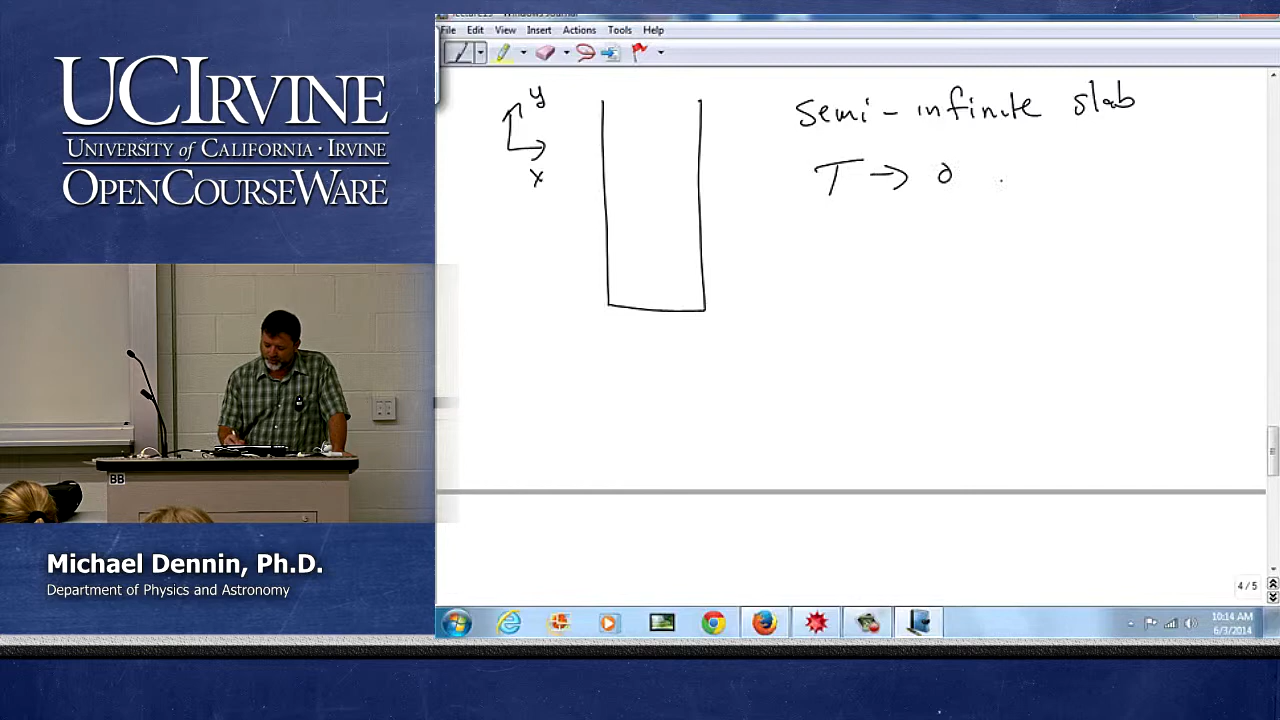 UCIRVINE
UNIVERSITY of CALIFORNIA · IRVINE
OPENCOURSEWARE
BB
Michael Dennin, Ph.D.
Department of Physics and Astronomy
File Edit View Insert Actions Tools Help
y
x
semi - infinite slab
T → 0
4 / 5
10:14 AM
6/3/2014